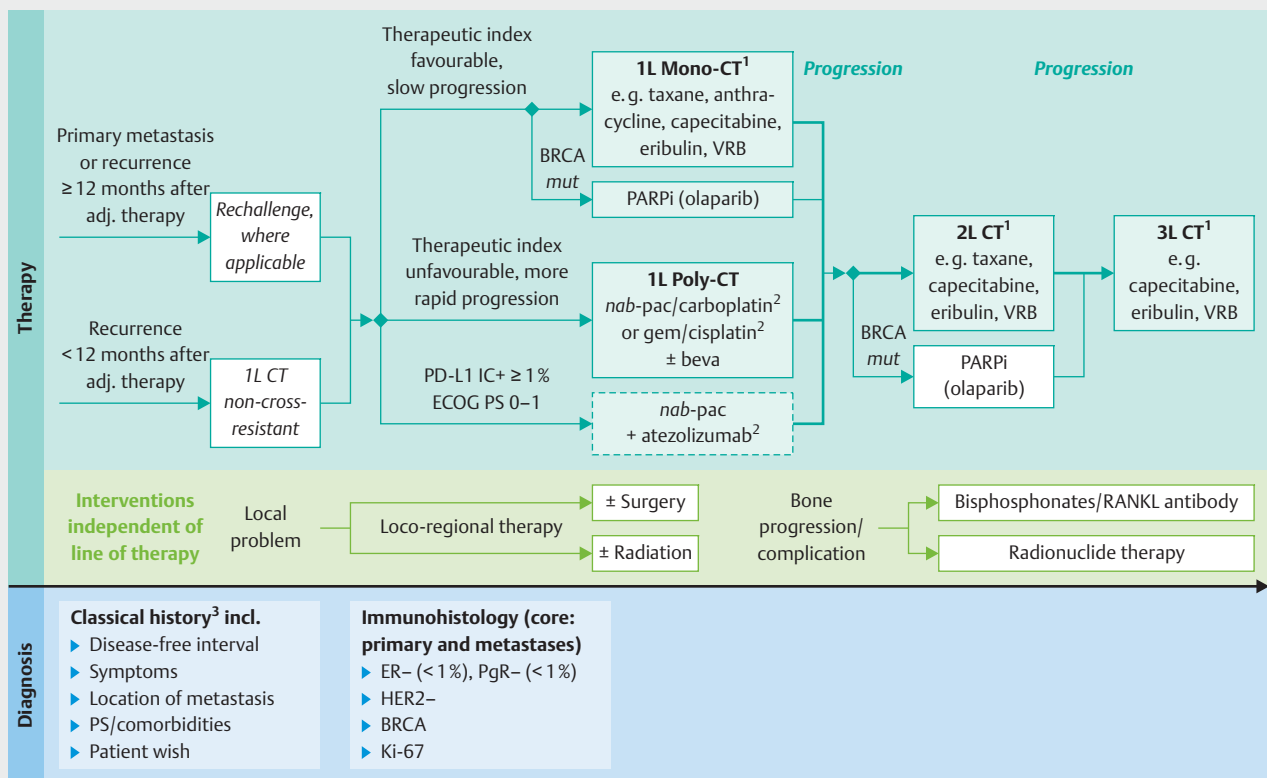 Therapy
Primary metastasis
or recurrence
≥ 12 months after
adj. therapy
Rechallenge,
where
applicable
Recurrence
< 12 months after
adj. therapy
1L CT
non-cross-
resistant
Therapeutic index
favourable,
slow progression
BRCA
mut
1L Mono-CT¹
e. g. taxane, anthra-
cycline, capecitabine,
eribulin, VRB
PARPi (olaparib)
Therapeutic index
unfavourable, more
rapid progression
1L Poly-CT
nab-pac/carboplatin²
or gem/cisplatin²
± beva
PD-L1 IC+ ≥ 1 %
ECOG PS 0–1
nab-pac
+ atezolizumab²
Progression
BRCA
mut
2L CT¹
e. g. taxane,
capecitabine,
eribulin, VRB
PARPi
(olaparib)
Progression
3L CT¹
e. g.
capecitabine,
eribulin, VRB
Interventions
independent of
line of therapy
Local
problem
Loco-regional therapy
± Surgery
± Radiation
Bone
progression/
complication
Bisphosphonates/RANKL antibody
Radionuclide therapy
Diagnosis
Classical history³ incl.
Disease-free interval
Symptoms
Location of metastasis
PS/comorbidities
Patient wish
Immunohistology (core:
primary and metastases)
ER– (< 1 %), PgR– (< 1 %)
HER2–
BRCA
Ki-67